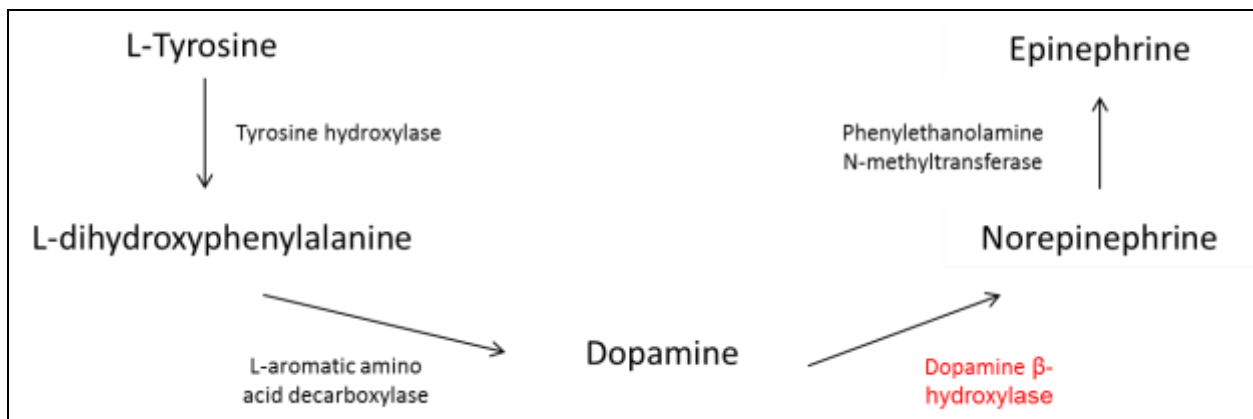 L-Tyrosine
Tyrosine hydroxylase
L-dihydroxyphenylalanine
L-aromatic amino
acid decarboxylase
Dopamine
Dopamine β-
hydroxylase
Norepinephrine
Phenylethanolamine
N-methyltransferase
Epinephrine